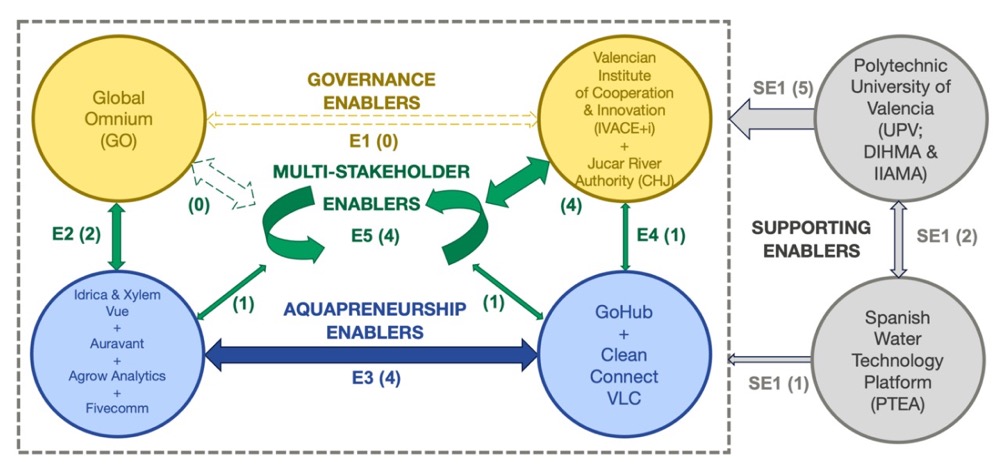 Global
Omnium
(GO)
GOVERNANCE
ENABLERS
E1 (0)
Valencian
Institute
of Cooperation
& Innovation
(IVACE+i)
+
Jucar River
Authority (CHJ)
SE1 (5)
Polytechnic
University of
Valencia
(UPV;
DIHMA &
IIAMA)
MULTI-STAKEHOLDER
ENABLERS
E5 (4)
(0)
(4)
E2 (2)
E4 (1)
SUPPORTING
ENABLERS
SE1 (2)
(1)
(1)
Idrica & Xylem
Vue
+
Auravant
+
Agrow Analytics
+
Fivecomm
AQUAPRENEURSHIP
ENABLERS
E3 (4)
GoHub
+
Clean
Connect
VLC
SE1 (1)
Spanish
Water
Technology
Platform
(PTEA)